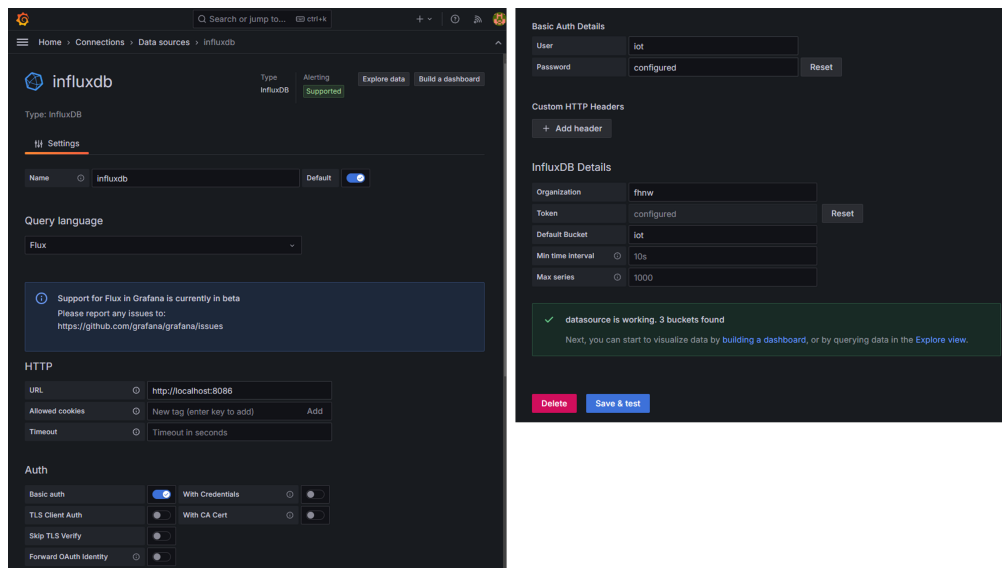 Search or jump to... ctrl+k
Home › Connections › Data sources › influxdb
influxdb
Type
InfluxDB
Alerting
Supported
Explore data
Build a dashboard
Type: InfluxDB
Settings
Name influxdb Default
Query language
Flux
Support for Flux in Grafana is currently in beta
Please report any issues to:
https://github.com/grafana/grafana/issues
HTTP
URL http://localhost:8086
Allowed cookies New tag (enter key to add) Add
Timeout Timeout in seconds
Auth
Basic auth With Credentials
TLS Client Auth With CA Cert
Skip TLS Verify
Forward OAuth Identity
Basic Auth Details
User iot
Password configured Reset
Custom HTTP Headers
+ Add header
InfluxDB Details
Organization fhnw
Token configured Reset
Default Bucket iot
Min time interval 10s
Max series 1000
datasource is working. 3 buckets found
Next, you can start to visualize data by building a dashboard, or by querying data in the Explore view.
Delete Save & test